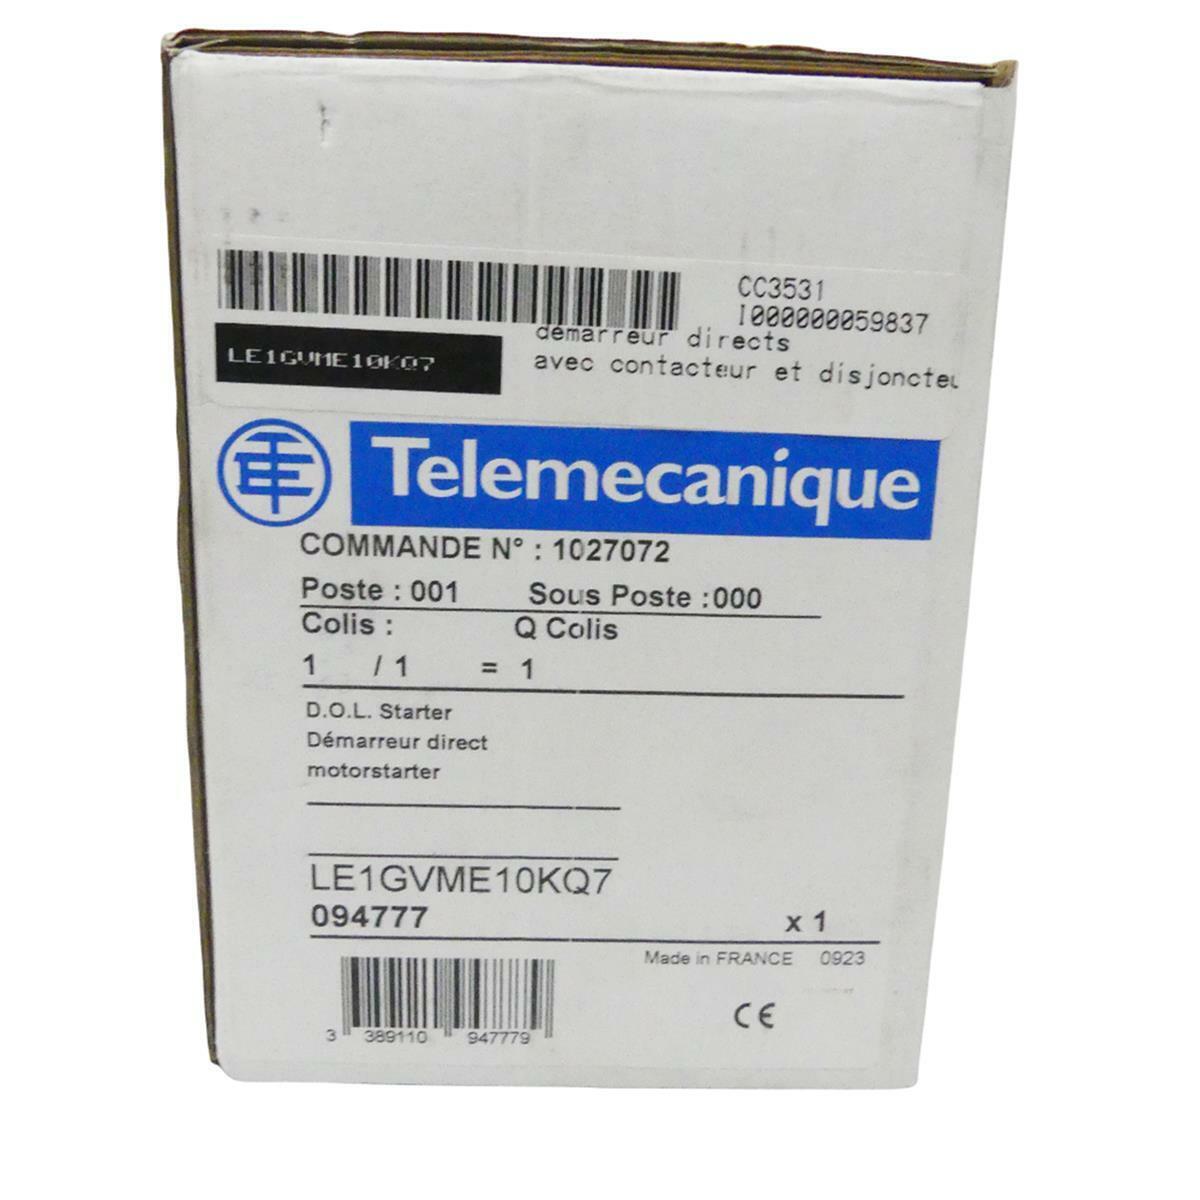 CC3531
I000000059837
démarreur directs
avec contacteur et disjoncteu
LE1GVME10KQ7
Telemecanique
COMMANDE N° : 1027072
Poste : 001 Sous Poste :000
Colis : Q Colis
1 / 1 = 1
D.O.L. Starter
Démarreur direct
motorstarter
LE1GVME10KQ7
094777 x 1
Made in FRANCE 0923
CE
3 389110 947779